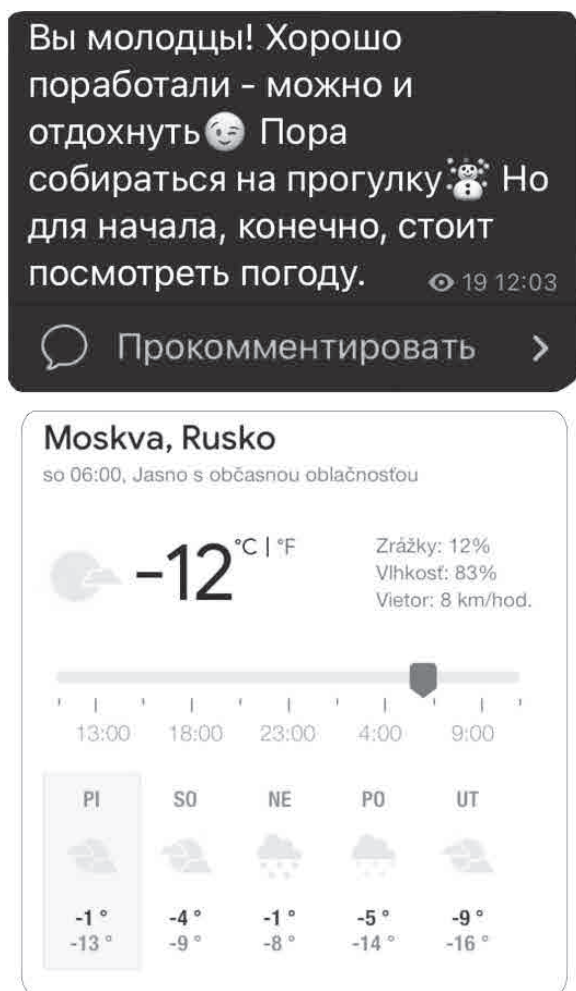 Вы молодцы! Хорошо
поработали - можно и
отдохнуть😉 Пора
собираться на прогулку☃️ Но
для начала, конечно, стоит
посмотреть погоду. 19 12:03
Прокомментировать
Moskva, Rusko
so 06:00, Jasno s občasnou oblačnosťou
-12 °C | °F
Zrážky: 12%
Vlhkosť: 83%
Vietor: 8 km/hod.
13:00 18:00 23:00 4:00 9:00
PI SO NE PO UT
-1 ° -4 ° -1 ° -5 ° -9 °
-13 ° -9 ° -8 ° -14 ° -16 °